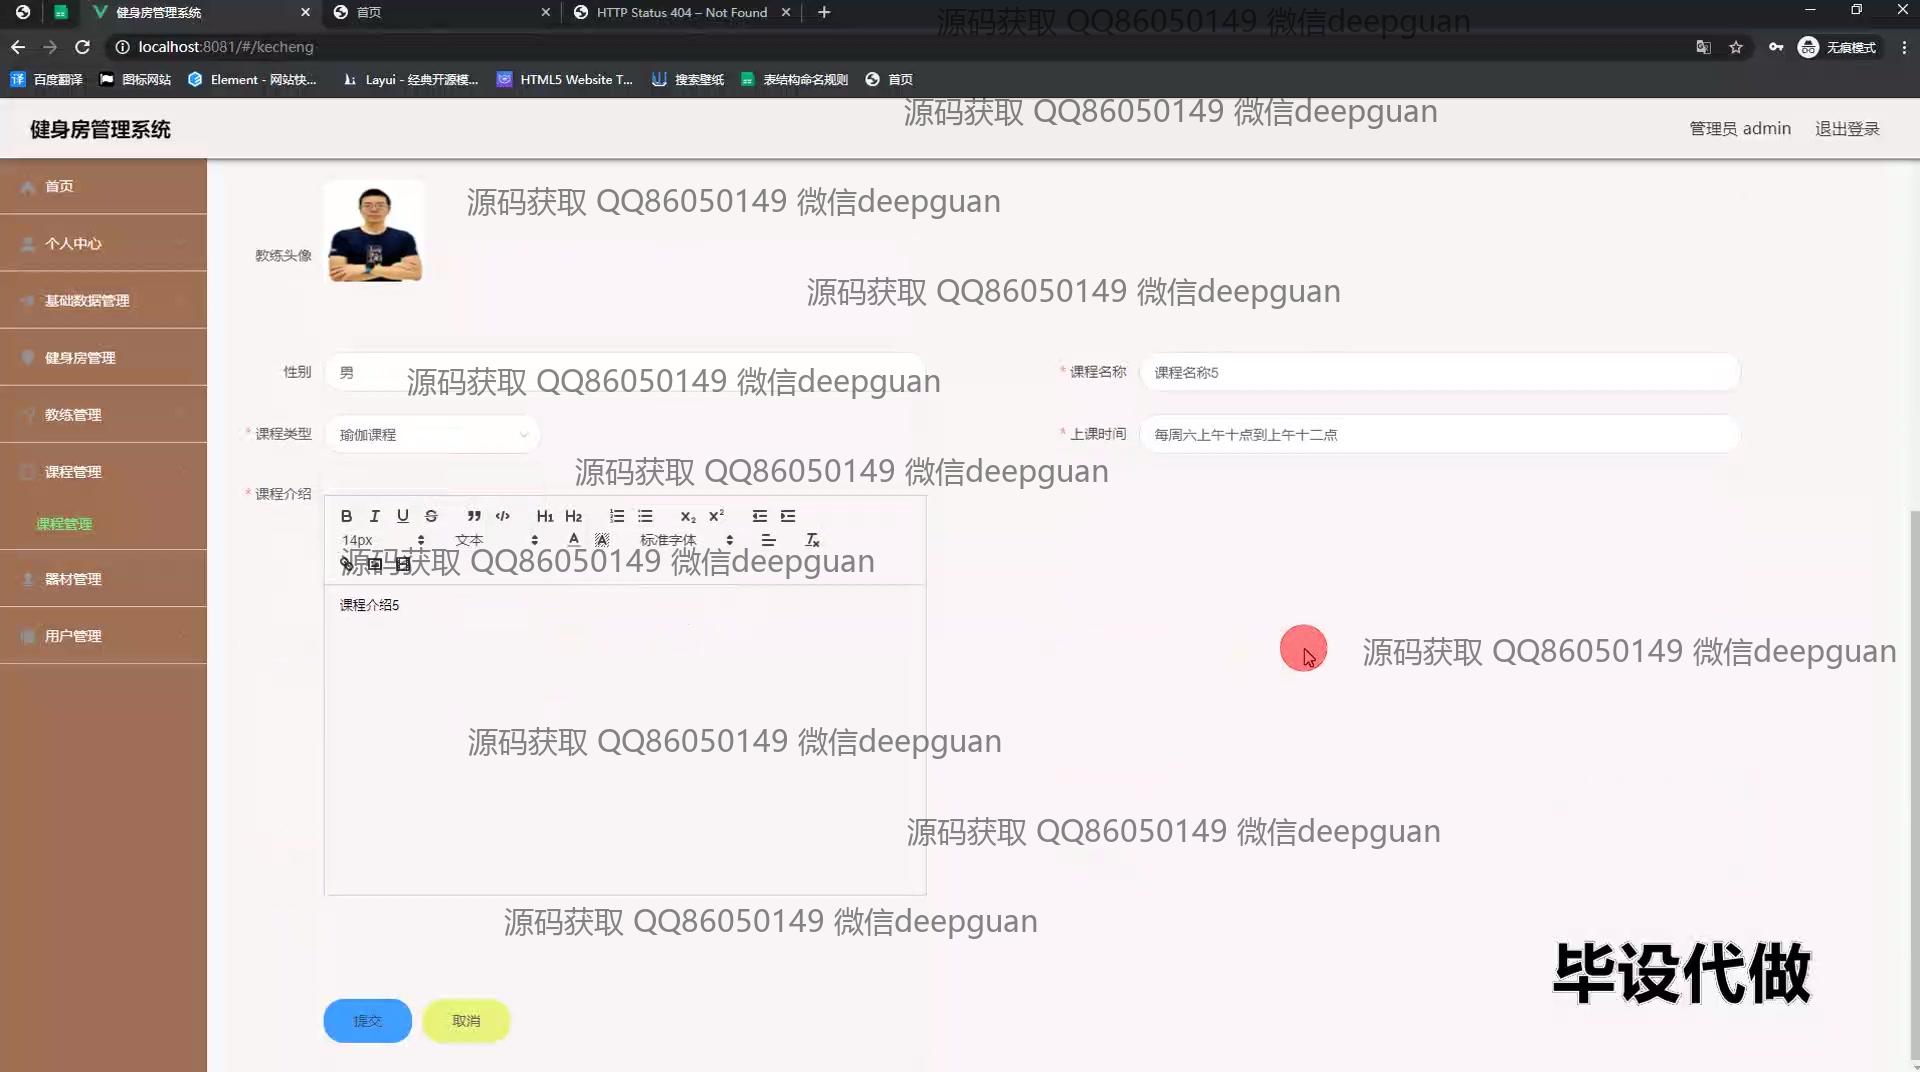 健身房管理系统
首页
HTTP Status 404 – Not Found
源码获取 QQ86050149 微信deepguan
localhost:8081/#/kecheng
无痕模式
百度翻译
图标网站
Element - 网站快...
Layui - 经典开源模...
HTML5 Website T...
搜索壁纸
表结构命名规则
首页
源码获取 QQ86050149 微信deepguan
健身房管理系统
管理员 admin
退出登录
首页
个人中心
基础数据管理
健身房管理
教练管理
课程管理
课程管理
器材管理
用户管理
源码获取 QQ86050149 微信deepguan
教练头像
源码获取 QQ86050149 微信deepguan
性别
男
源码获取 QQ86050149 微信deepguan
* 课程名称
课程名称5
* 课程类型
瑜伽课程
* 上课时间
每周六上午十点到上午十二点
源码获取 QQ86050149 微信deepguan
* 课程介绍
B I U S H1 H2 X2 X2
14px 文本 A 标准字体
源码获取 QQ86050149 微信deepguan
课程介绍5
源码获取 QQ86050149 微信deepguan
源码获取 QQ86050149 微信deepguan
源码获取 QQ86050149 微信deepguan
源码获取 QQ86050149 微信deepguan
毕设代做
提交
取消